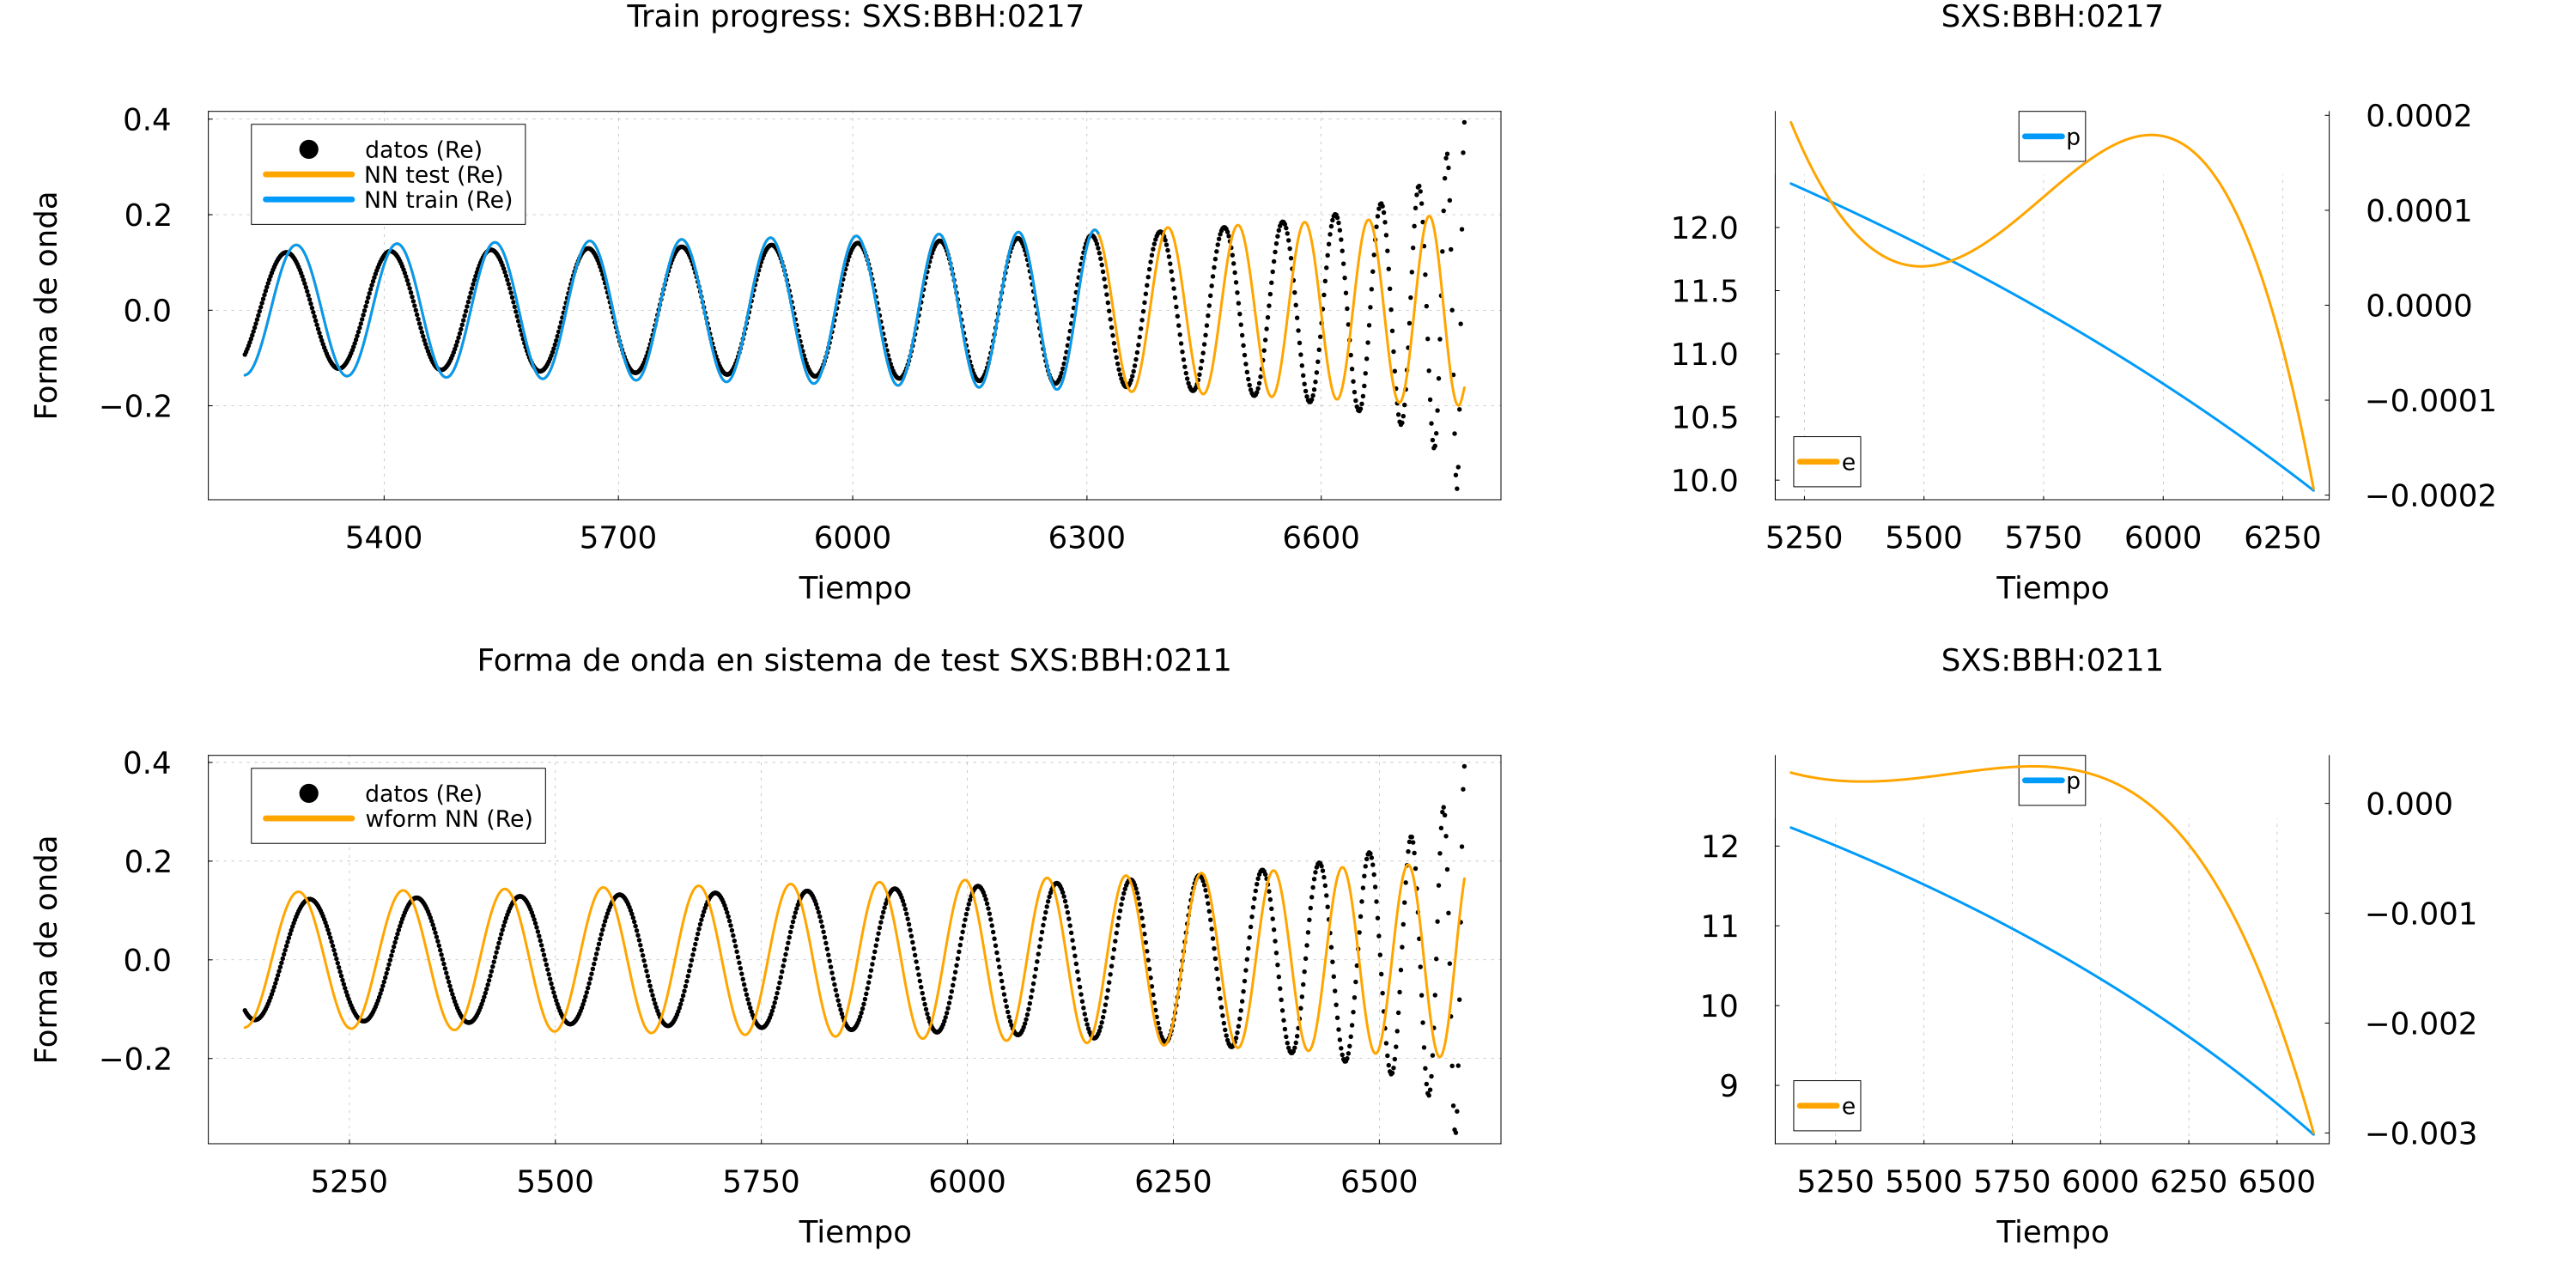 Train progress: SXS:BBH:0217
0.4
0.2
0.0
−0.2
Forma de onda
datos (Re)
NN test (Re)
NN train (Re)
5400 5700 6000 6300 6600
Tiempo
SXS:BBH:0217
12.0
11.5
11.0
10.5
10.0
p
e
0.0002
0.0001
0.0000
−0.0001
−0.0002
5250 5500 5750 6000 6250
Tiempo
Forma de onda en sistema de test SXS:BBH:0211
0.4
0.2
0.0
−0.2
Forma de onda
datos (Re)
wform NN (Re)
5250 5500 5750 6000 6250 6500
Tiempo
SXS:BBH:0211
12
11
10
9
p
e
0.000
−0.001
−0.002
−0.003
5250 5500 5750 6000 6250 6500
Tiempo